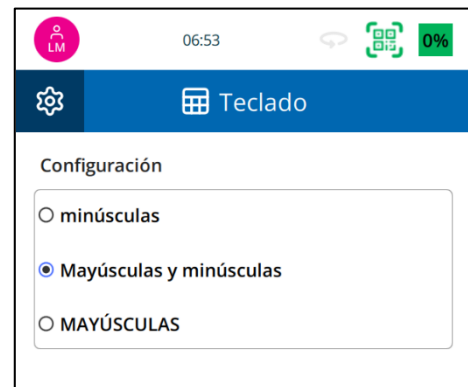 LM
06:53
0%
Teclado
Configuración
minúsculas
Mayúsculas y minúsculas
MAYÚSCULAS